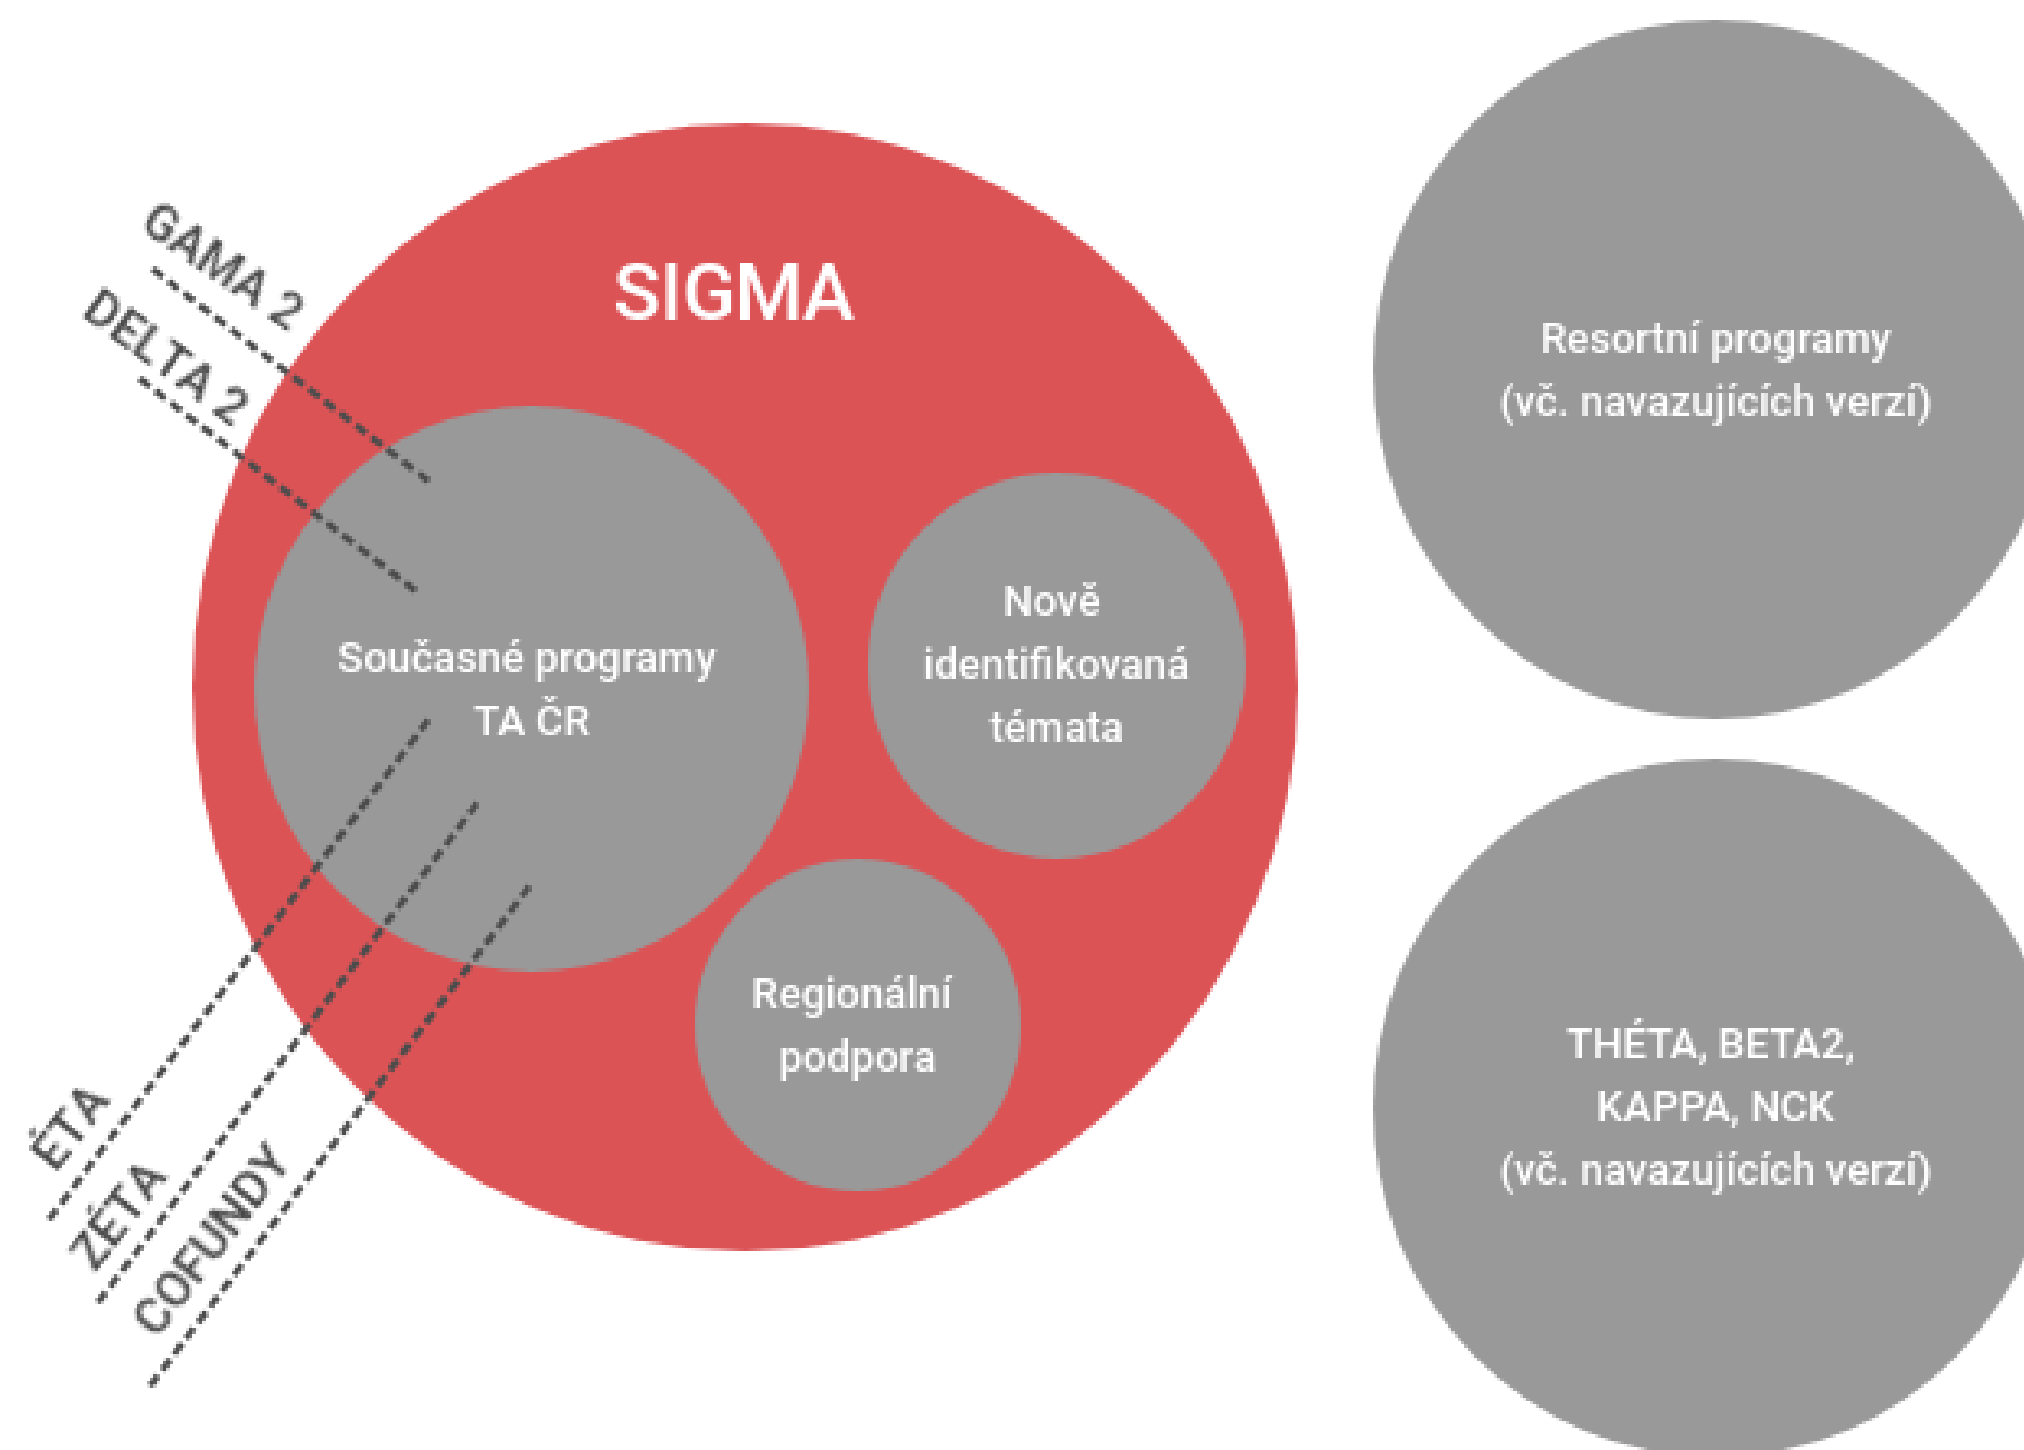 GAMA 2
DELTA 2
SIGMA
Současné programy
TA ČR
Nově
identifikovaná
témata
Regionální
podpora
ÉTA
ZÉTA
COFUNDY
Resortní programy
(vč. navazujících verzí)
THÉTA, BETA2,
KAPPA, NCK
(vč. navazujících verzí)